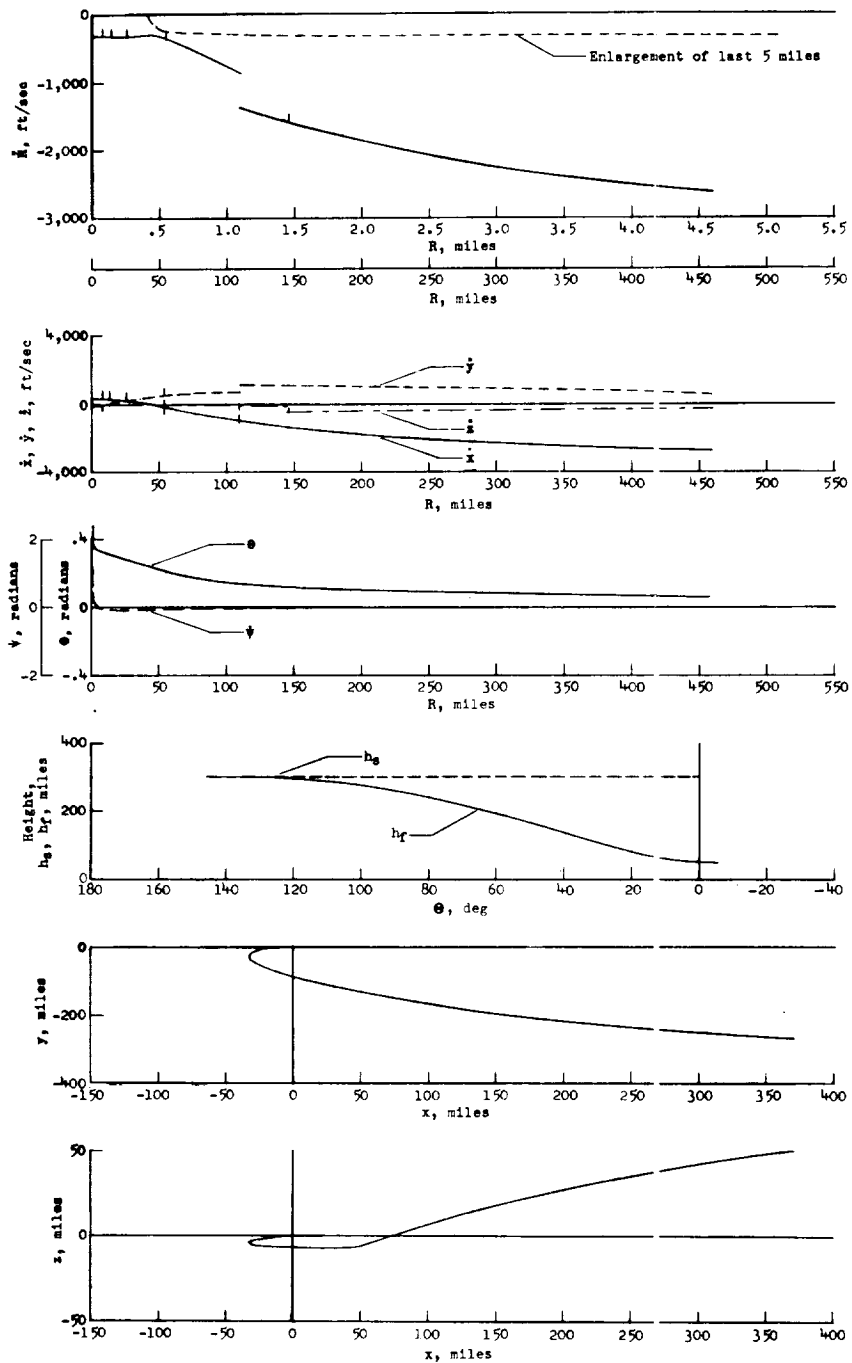 0
-1,000
-2,000
-3,000
Ṙ, ft/sec
Enlargement of last 5 miles
0 .5 1.0 1.5 2.0 2.5 3.0 3.5 4.0 4.5 5.0 5.5
R, miles
0 50 100 150 200 250 300 350 400 450 500 550
R, miles
4,000
0
-4,000
ẋ, ẏ, ż, ft/sec
ẏ
ż
ẋ
0 50 100 150 200 250 300 350 400 450 500 550
R, miles
2
0
-2
ψ, radians
.4
0
-.4
θ, radians
θ
ψ
0 50 100 150 200 250 300 350 400 450 500 550
R, miles
400
200
0
Height,
hs, hf, miles
hs
hf
180 160 140 120 100 80 60 40 20 0 -20 -40
Θ, deg
0
-200
-400
y, miles
-150 -100 -50 0 50 100 150 200 250 300 350 400
x, miles
50
0
-50
z, miles
-150 -100 -50 0 50 100 150 200 250 300 350 400
x, miles